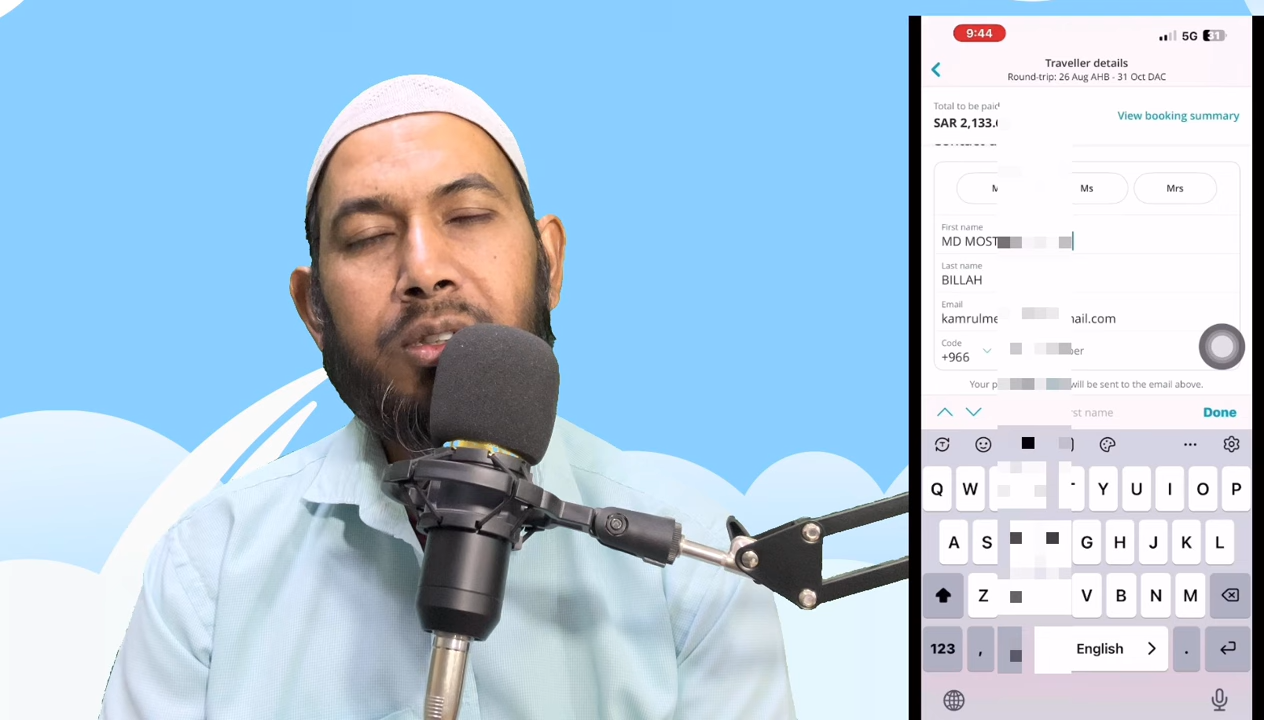 9:44
5G 31
Traveller details
Round-trip: 26 Aug AHB - 31 Oct DAC
Total to be paid
SAR 2,133.
View booking summary
Ms Mrs
First name
MD MOST
Last name
BILLAH
Email
kamrulme ail.com
Code
+966
Your p will be sent to the email above.
st name Done
Q W Y U I O P
A S G H J K L
Z V B N M
123 , English .